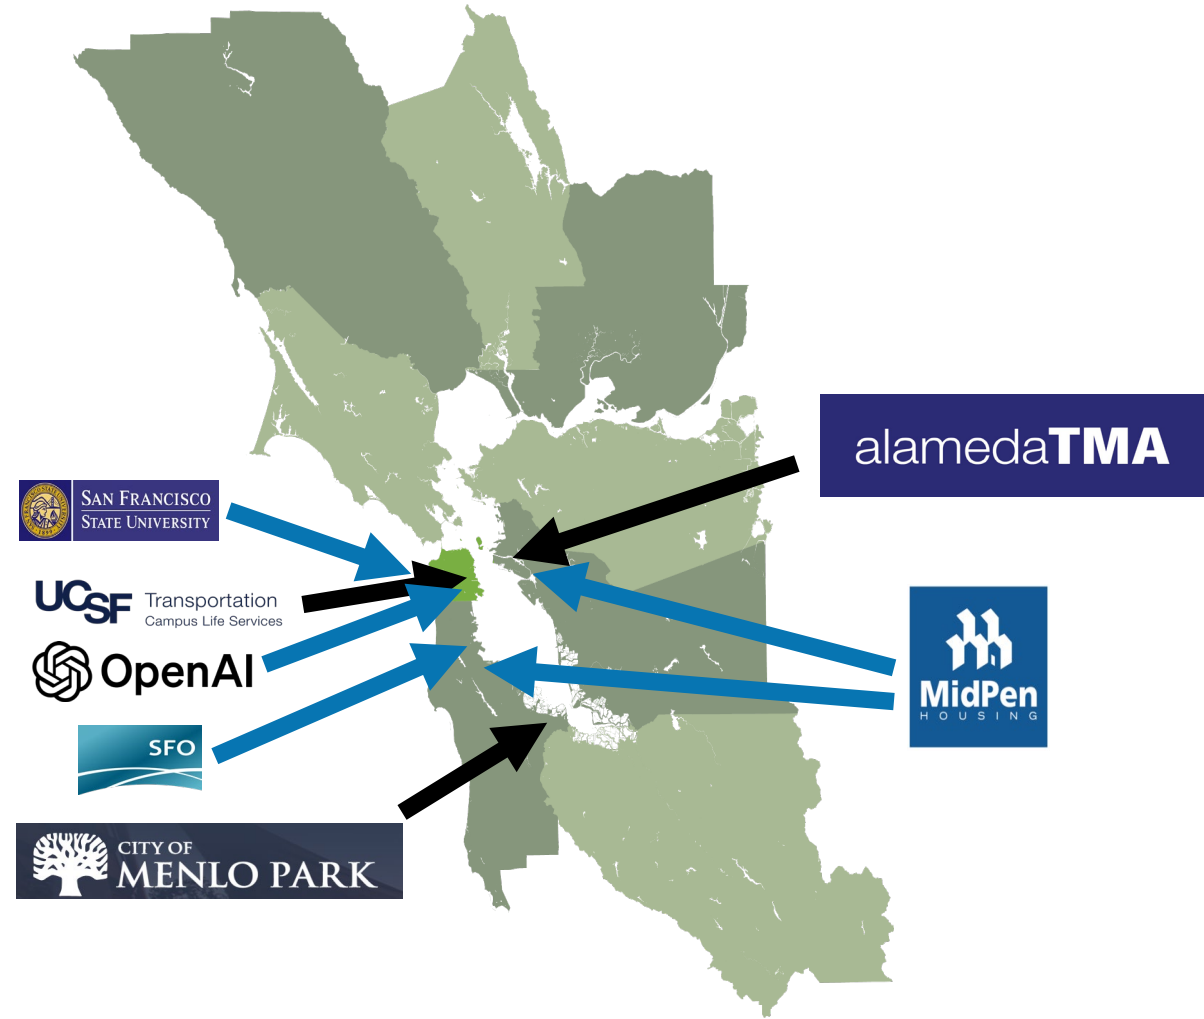 alamedaTMA
SAN FRANCISCO
STATE UNIVERSITY
UCSF Transportation
Campus Life Services
OpenAI
MidPen
HOUSING
SFO
CITY OF
MENLO PARK